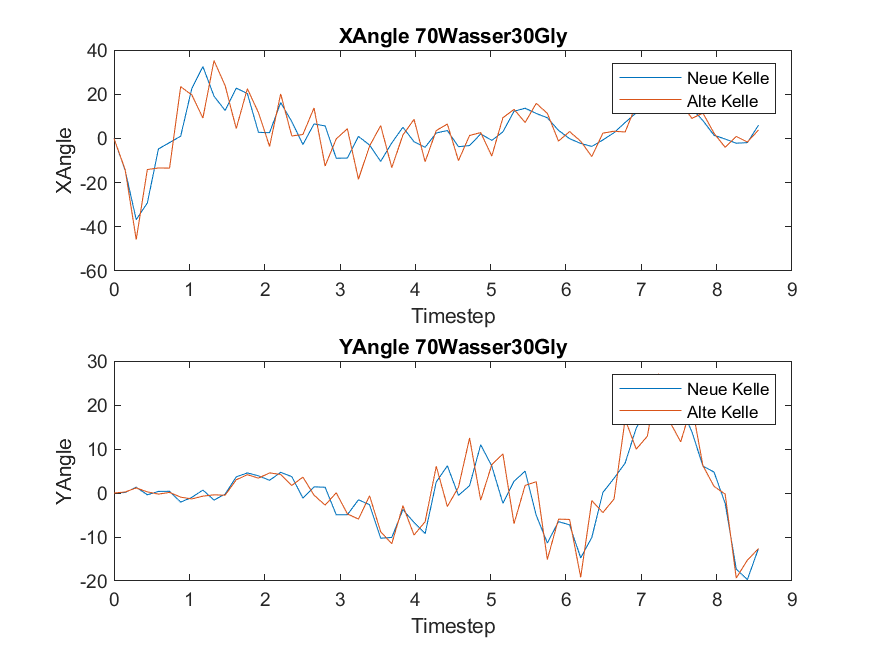 XAngle 70Wasser30Gly
40
20
0
-20
-40
-60
XAngle
Neue Kelle
Alte Kelle
0 1 2 3 4 5 6 7 8 9
Timestep
YAngle 70Wasser30Gly
30
20
10
0
-10
-20
YAngle
Neue Kelle
Alte Kelle
0 1 2 3 4 5 6 7 8 9
Timestep